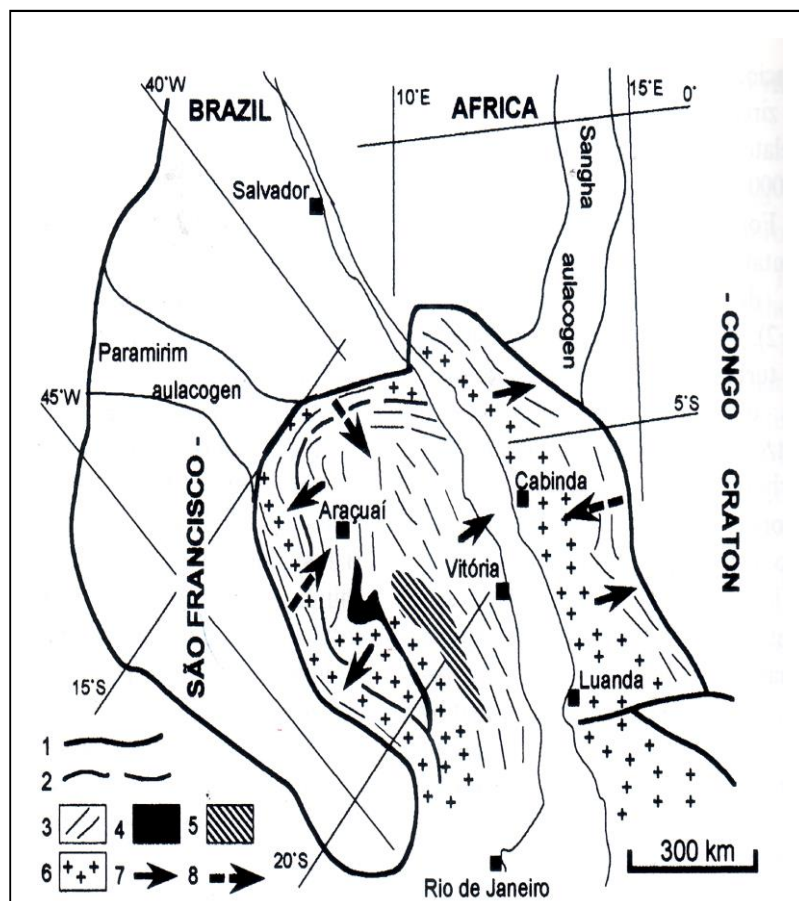 40°W
BRAZIL
10°E
AFRICA
15°E
0°
Salvador
Sangha
aulacogen
Paramirim
aulacogen
45°W
5°S
- CONGO CRATON
Cabinda
Araçuaí
Vitória
SÃO FRANCISCO -
Luanda
15°S
1
2
3
4
5
6
7
8
20°S
300 km
Rio de Janeiro